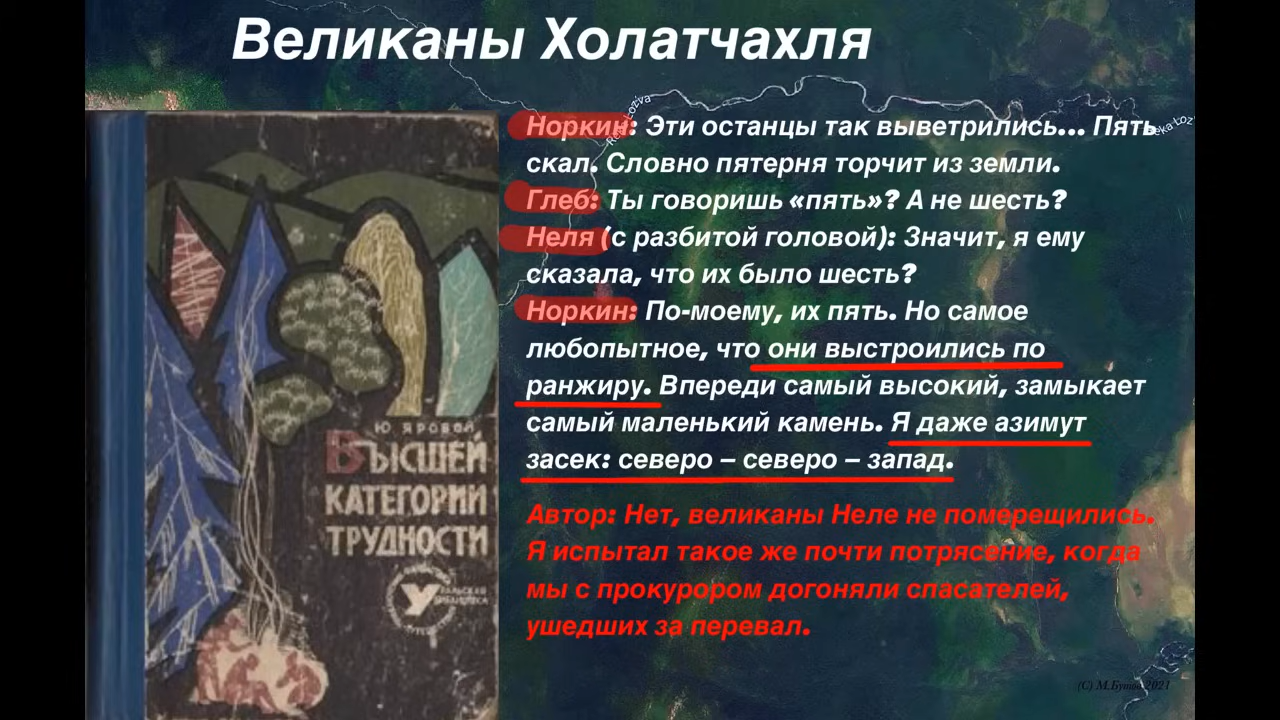 Великаны Холатчахля
Норкин: Эти останцы так выветрились... Пять
скал. Словно пятерня торчит из земли.
Глеб: Ты говоришь «пять»? А не шесть?
Неля (с разбитой головой): Значит, я ему
сказала, что их было шесть?
Норкин: По-моему, их пять. Но самое
любопытное, что они выстроились по
ранжиру. Впереди самый высокий, замыкает
самый маленький камень. Я даже азимут
засек: северо – северо – запад.
Автор: Нет, великаны Неле не померещились.
Я испытал такое же почти потрясение, когда
мы с прокурором догоняли спасателей,
ушедших за перевал.
Ю ЯРОВОЙ
ВЫСШЕЙ
КАТЕГОРИИ
ТРУДНОСТИ
У
УРАЛЬСКАЯ
БИБЛИОТЕКА
(С) М.Бутов 2021